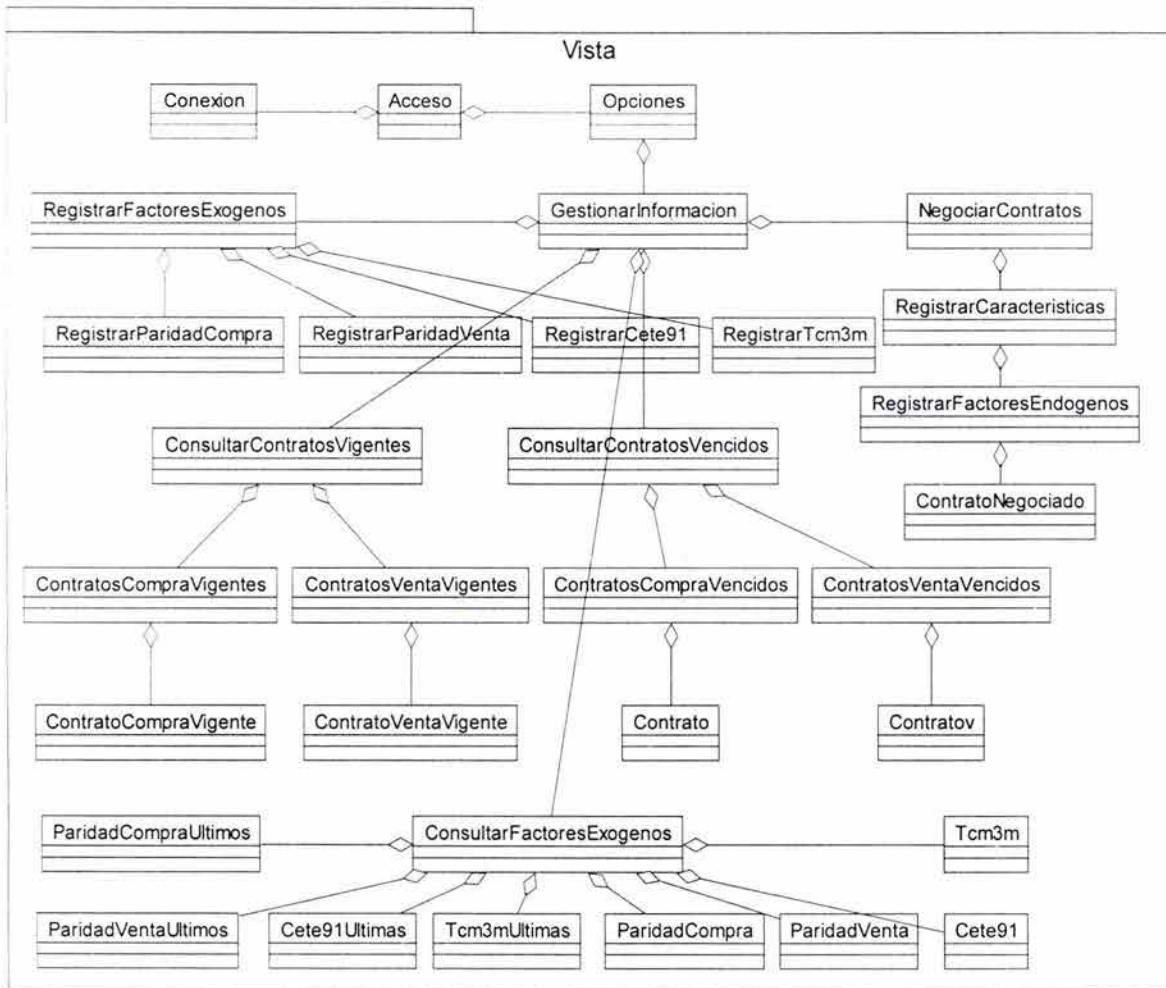 Vista
Conexion
Acceso
Opciones
RegistrarFactoresExogenos
GestionarInformacion
NegociarContratos
RegistrarParidadCompra
RegistrarParidadVenta
RegistrarCete91
RegistrarTcm3m
RegistrarCaracteristicas
RegistrarFactoresEndogenos
ConsultarContratosVigentes
ConsultarContratosVencidos
ContratoNegociado
ContratosCompraVigentes
ContratosVentaVigentes
ContratosCompraVencidos
ContratosVentaVencidos
ContratoCompraVigente
ContratoVentaVigente
Contrato
Contratov
ParidadCompraUltimos
ConsultarFactoresExogenos
Tcm3m
ParidadVentaUltimos
Cete91Ultimas
Tcm3mUltimas
ParidadCompra
ParidadVenta
Cete91